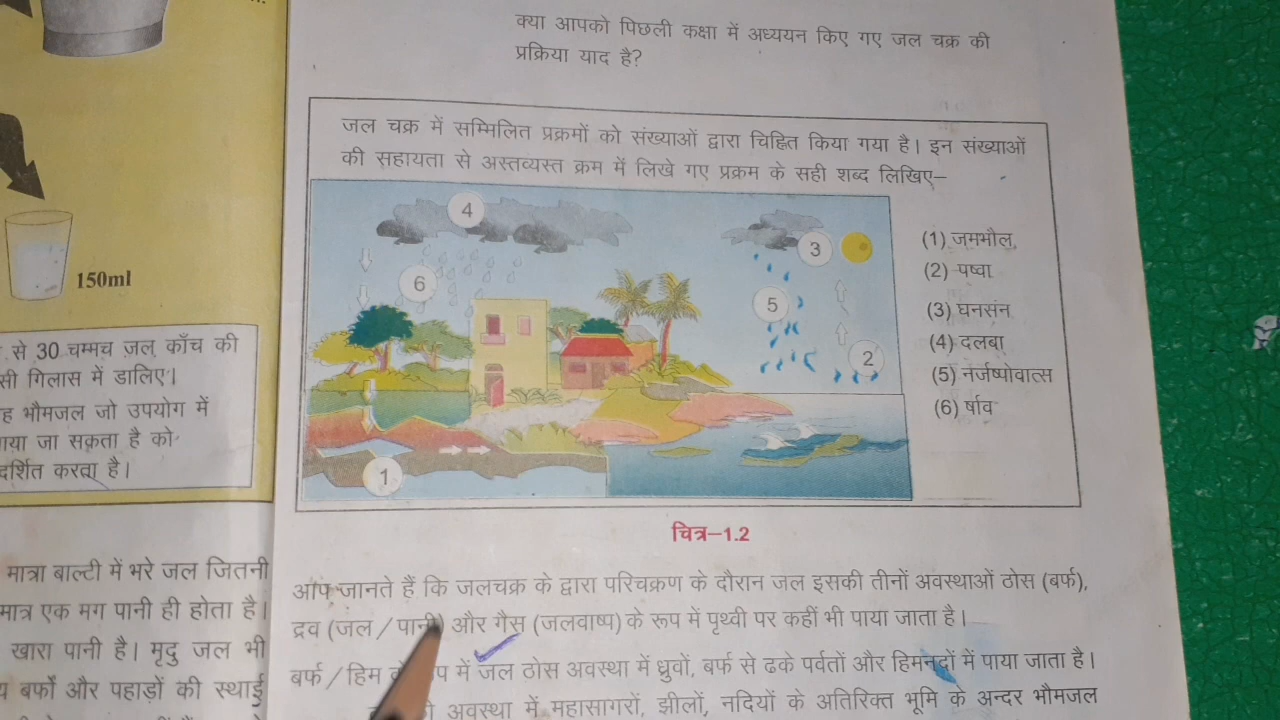 150ml
से 30 चम्मच ज़ल काँच की
सी गिलास में डालिए।
ह भौमजल जो उपयोग में
ाया जा सकता है को
दर्शित करता है।
मात्रा बाल्टी में भरे जल जितनी
मात्र एक मग पानी ही होता है।
खारा पानी है। मृदु जल भी
बर्फों और पहाड़ों की स्थाई
क्या आपको पिछली कक्षा में अध्ययन किए गए जल चक्र की
प्रक्रिया याद है?
जल चक्र में सम्मिलित प्रक्रमों को संख्याओं द्वारा चिह्नित किया गया है। इन संख्याओं
की सहायता से अस्तव्यस्त क्रम में लिखे गए प्रक्रम के सही शब्द लिखिए–
4
3
6
5
2
1
(1) जमभौल
(2) पष्वा
(3) घनसंन
(4) दलबा
(5) नर्जष्पोवात्स
(6) र्षाव
चित्र–1.2
आप जानते हैं कि जलचक्र के द्वारा परिचक्रण के दौरान जल इसकी तीनों अवस्थाओं ठोस (बर्फ),
द्रव (जल / पानी) और गैस (जलवाष्प) के रूप में पृथ्वी पर कहीं भी पाया जाता है।
बर्फ / हिम में जल ठोस अवस्था में ध्रुवों, बर्फ से ढके पर्वतों और हिमनदों में पाया जाता है।
अवस्था में महासागरों, झीलों, नदियों के अतिरिक्त भूमि के अन्दर भौमजल